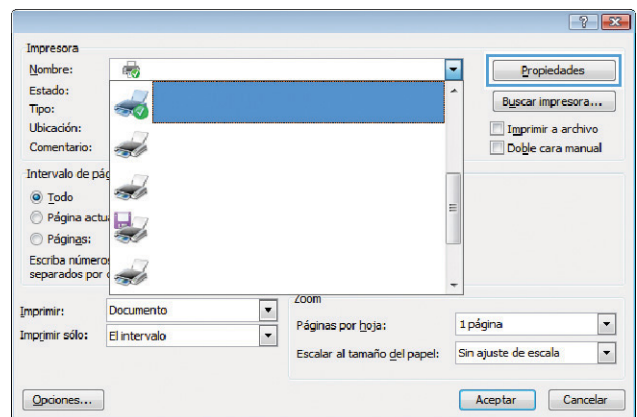 Impresora
Nombre:
Propiedades
Estado:
Tipo:
Buscar impresora...
Ubicación:
Imprimir a archivo
Comentario:
Doble cara manual
Intervalo de pág
Todo
Página actu
Páginas:
Escriba números
separados por c
Imprimir:
Documento
Imprimir sólo:
El intervalo
Zoom
Páginas por hoja:
1 página
Escalar al tamaño del papel:
Sin ajuste de escala
Opciones...
Aceptar
Cancelar